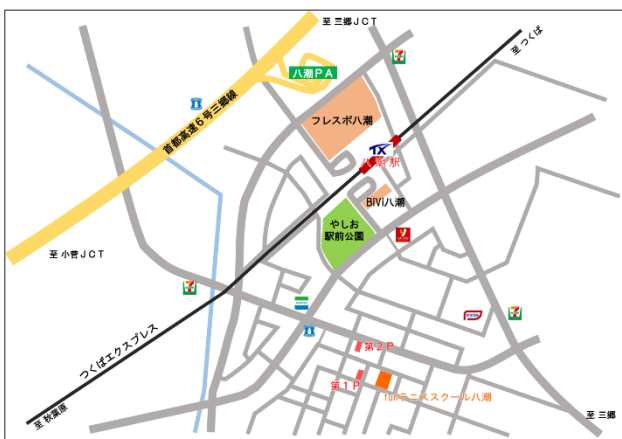 至 三郷JCT
至 つくば
八潮PA
首都高速6号三郷線
フレスポ八潮
TX
八潮駅
BiVi八潮
やしお
駅前公園
至 小菅JCT
つくばエクスプレス
第2P
第1P
funテニススクール八潮
至 秋葉原
至 三郷